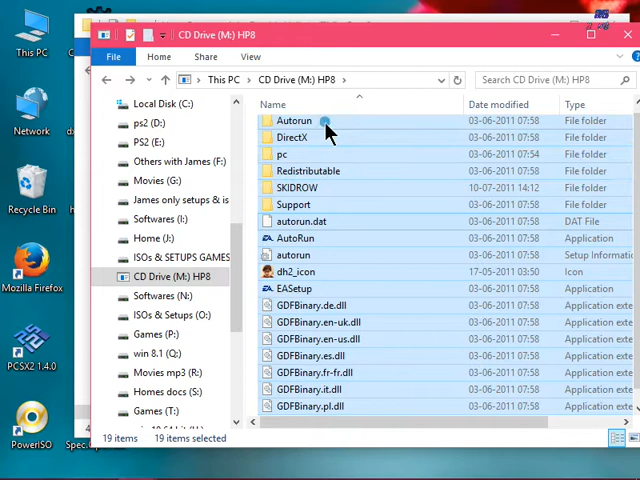 This PC
Network
Recycle Bin
Mozilla Firefox
PCSX2 1.4.0
PowerISO
CD Drive (M:) HP8
File Home Share View
This PC > CD Drive (M:) HP8 >
Search CD Drive (M:) HP8
Local Disk (C:)
ps2 (D:)
PS2 (E:)
Others with James (F:)
Movies (G:)
James only setups & is
Softwares (I:)
Home (J:)
ISOs & SETUPS GAMES
CD Drive (M:) HP8
Softwares (N:)
ISOs & Setups (O:)
Games (P:)
win 8.1 (Q:)
Movies mp3 (R:)
Homes docs (S:)
Games (T:)
Name Date modified Type
Autorun 03-06-2011 07:58 File folder
DirectX 03-06-2011 07:58 File folder
pc 03-06-2011 07:54 File folder
Redistributable 03-06-2011 07:58 File folder
SKIDROW 10-07-2011 14:12 File folder
Support 03-06-2011 07:58 File folder
autorun.dat 03-06-2011 07:58 DAT File
AutoRun 03-06-2011 07:58 Application
autorun 03-06-2011 07:58 Setup Informatio
dh2_icon 17-05-2011 03:50 Icon
EASetup 03-06-2011 07:58 Application
GDFBinary.de.dll 03-06-2011 07:58 Application exte
GDFBinary.en-uk.dll 03-06-2011 07:58 Application exte
GDFBinary.en-us.dll 03-06-2011 07:58 Application exte
GDFBinary.es.dll 03-06-2011 07:58 Application exte
GDFBinary.fr-fr.dll 03-06-2011 07:58 Application exte
GDFBinary.it.dll 03-06-2011 07:58 Application exte
GDFBinary.pl.dll 03-06-2011 07:58 Application exte
19 items 19 items selected